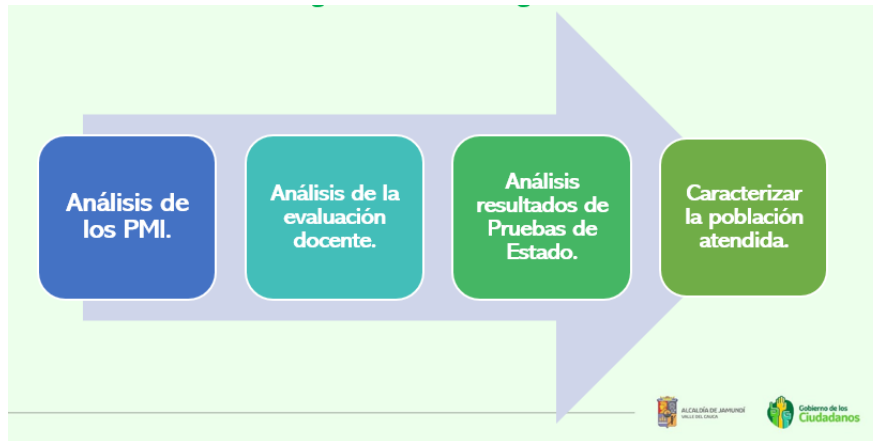 Análisis de
los PMI.
Análisis de la
evaluación
docente.
Análisis
resultados de
Pruebas de
Estado.
Caracterizar
la población
atendida.
ALCALDÍA DE JAMUNDÍ
VALLE DEL CAUCA
Gobierno de los
Ciudadanos